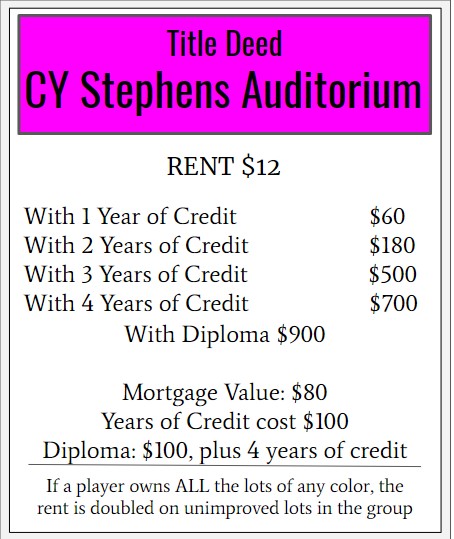 Title Deed
CY Stephens Auditorium
RENT $12
With 1 Year of Credit $60
With 2 Years of Credit $180
With 3 Years of Credit $500
With 4 Years of Credit $700
With Diploma $900
Mortgage Value: $80
Years of Credit cost $100
Diploma: $100, plus 4 years of credit
If a player owns ALL the lots of any color, the
rent is doubled on unimproved lots in the group